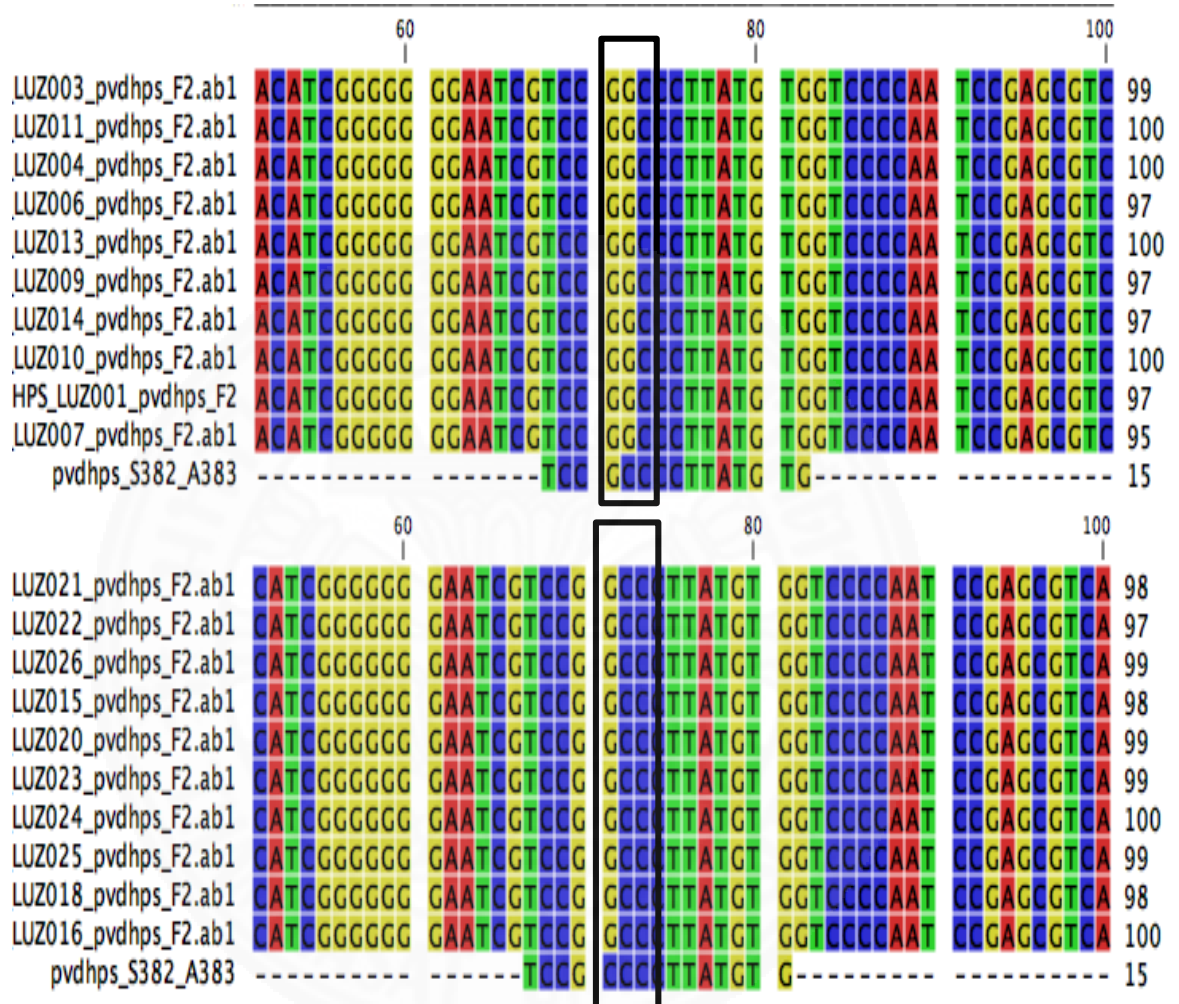 60 80 100
LUZ003_pvdhps_F2.ab1 ACATCGGGGG GGAATCGTCC GGCCCTTATG TGGTCCCCAA TCCGAGCGTC 99
LUZ011_pvdhps_F2.ab1 ACATCGGGGG GGAATCGTCC GGCCCTTATG TGGTCCCCAA TCCGAGCGTC 100
LUZ004_pvdhps_F2.ab1 ACATCGGGGG GGAATCGTCC GGCCCTTATG TGGTCCCCAA TCCGAGCGTC 100
LUZ006_pvdhps_F2.ab1 ACATCGGGGG GGAATCGTCC GGCCCTTATG TGGTCCCCAA TCCGAGCGTC 97
LUZ013_pvdhps_F2.ab1 ACATCGGGGG GGAATCGTCC GGCCCTTATG TGGTCCCCAA TCCGAGCGTC 100
LUZ009_pvdhps_F2.ab1 ACATCGGGGG GGAATCGTCC GGCCCTTATG TGGTCCCCAA TCCGAGCGTC 97
LUZ014_pvdhps_F2.ab1 ACATCGGGGG GGAATCGTCC GGCCCTTATG TGGTCCCCAA TCCGAGCGTC 97
LUZ010_pvdhps_F2.ab1 ACATCGGGGG GGAATCGTCC GGCCCTTATG TGGTCCCCAA TCCGAGCGTC 100
HPS_LUZ001_pvdhps_F2 ACATCGGGGG GGAATCGTCC GGCCCTTATG TGGTCCCCAA TCCGAGCGTC 97
LUZ007_pvdhps_F2.ab1 ACATCGGGGG GGAATCGTCC GGCCCTTATG TGGTCCCCAA TCCGAGCGTC 95
pvdhps_S382_A383 ---------- -------TCC GCCCCTTATG TG-------- ---------- 15
60 80 100
LUZ021_pvdhps_F2.ab1 CATCGGGGGG GAATCGTCCG GCCCTTATGT GGTCCCCAAT CCGAGCGTCA 98
LUZ022_pvdhps_F2.ab1 CATCGGGGGG GAATCGTCCG GCCCTTATGT GGTCCCCAAT CCGAGCGTCA 97
LUZ026_pvdhps_F2.ab1 CATCGGGGGG GAATCGTCCG GCCCTTATGT GGTCCCCAAT CCGAGCGTCA 99
LUZ015_pvdhps_F2.ab1 CATCGGGGGG GAATCGTCCG GCCCTTATGT GGTCCCCAAT CCGAGCGTCA 98
LUZ020_pvdhps_F2.ab1 CATCGGGGGG GAATCGTCCG GCCCTTATGT GGTCCCCAAT CCGAGCGTCA 99
LUZ023_pvdhps_F2.ab1 CATCGGGGGG GAATCGTCCG GCCCTTATGT GGTCCCCAAT CCGAGCGTCA 99
LUZ024_pvdhps_F2.ab1 CATCGGGGGG GAATCGTCCG GCCCTTATGT GGTCCCCAAT CCGAGCGTCA 100
LUZ025_pvdhps_F2.ab1 CATCGGGGGG GAATCGTCCG GCCCTTATGT GGTCCCCAAT CCGAGCGTCA 99
LUZ018_pvdhps_F2.ab1 CATCGGGGGG GAATCGTCCG GCCCTTATGT GGTCCCCAAT CCGAGCGTCA 98
LUZ016_pvdhps_F2.ab1 CATCGGGGGG GAATCGTCCG GCCCTTATGT GGTCCCCAAT CCGAGCGTCA 100
pvdhps_S382_A383 ---------- ------TCCG CCCCTTATGT G--------- ---------- 15